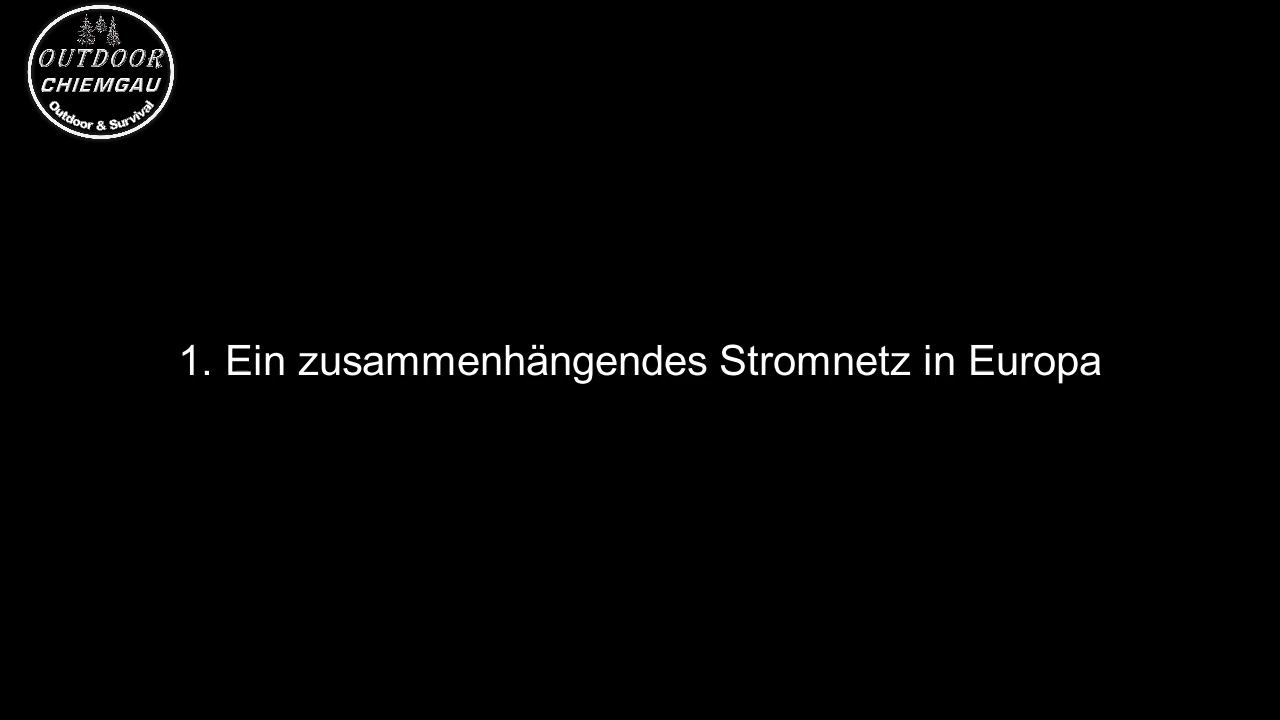 OUTDOOR
CHIEMGAU
Outdoor & Survival
1. Ein zusammenhängendes Stromnetz in Europa